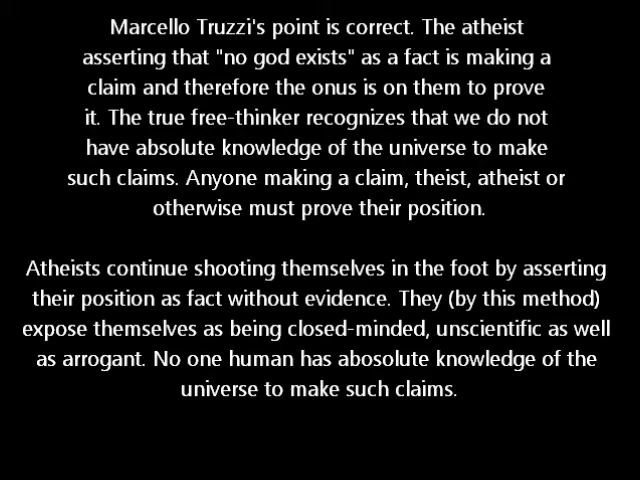 Marcello Truzzi's point is correct. The atheist
asserting that "no god exists" as a fact is making a
claim and therefore the onus is on them to prove
it. The true free-thinker recognizes that we do not
have absolute knowledge of the universe to make
such claims. Anyone making a claim, theist, atheist or
otherwise must prove their position.
Atheists continue shooting themselves in the foot by asserting
their position as fact without evidence. They (by this method)
expose themselves as being closed-minded, unscientific as well
as arrogant. No one human has abosolute knowledge of the
universe to make such claims.